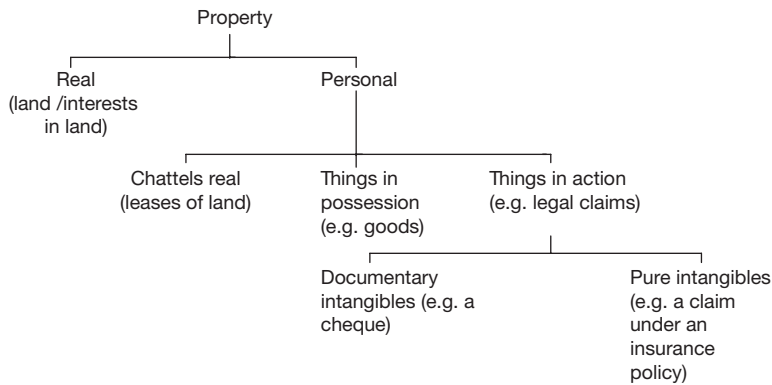 Property
Real
(land /interests
in land)
Personal
Chattels real
(leases of land)
Things in
possession
(e.g. goods)
Things in action
(e.g. legal claims)
Documentary
intangibles (e.g. a
cheque)
Pure intangibles
(e.g. a claim
under an
insurance
policy)